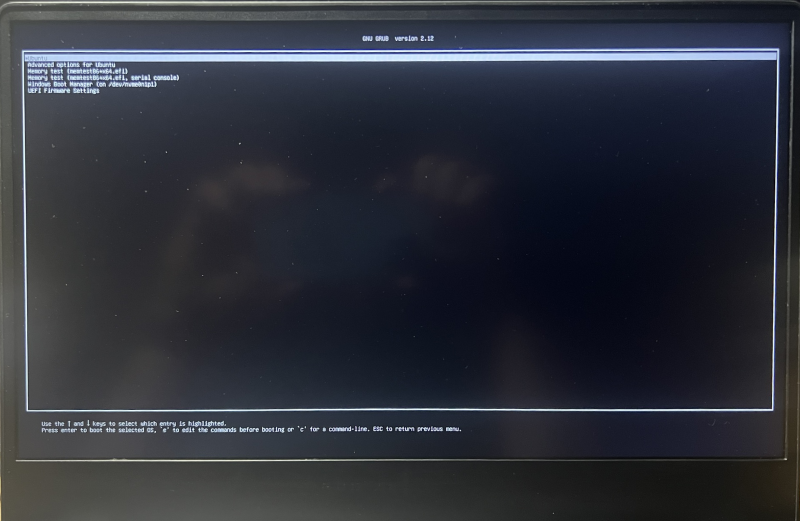 GNU GRUB version 2.12
Ubuntu
Advanced options for Ubuntu
Memory test (memtest86+x64.efi)
Memory test (memtest86+x64.efi, serial console)
Windows Boot Manager (on /dev/nvme0n1p1)
UEFI Firmware Settings
Use the ↑ and ↓ keys to select which entry is highlighted.
Press enter to boot the selected OS, `e' to edit the commands before booting or `c' for a command-line. ESC to return previous menu.